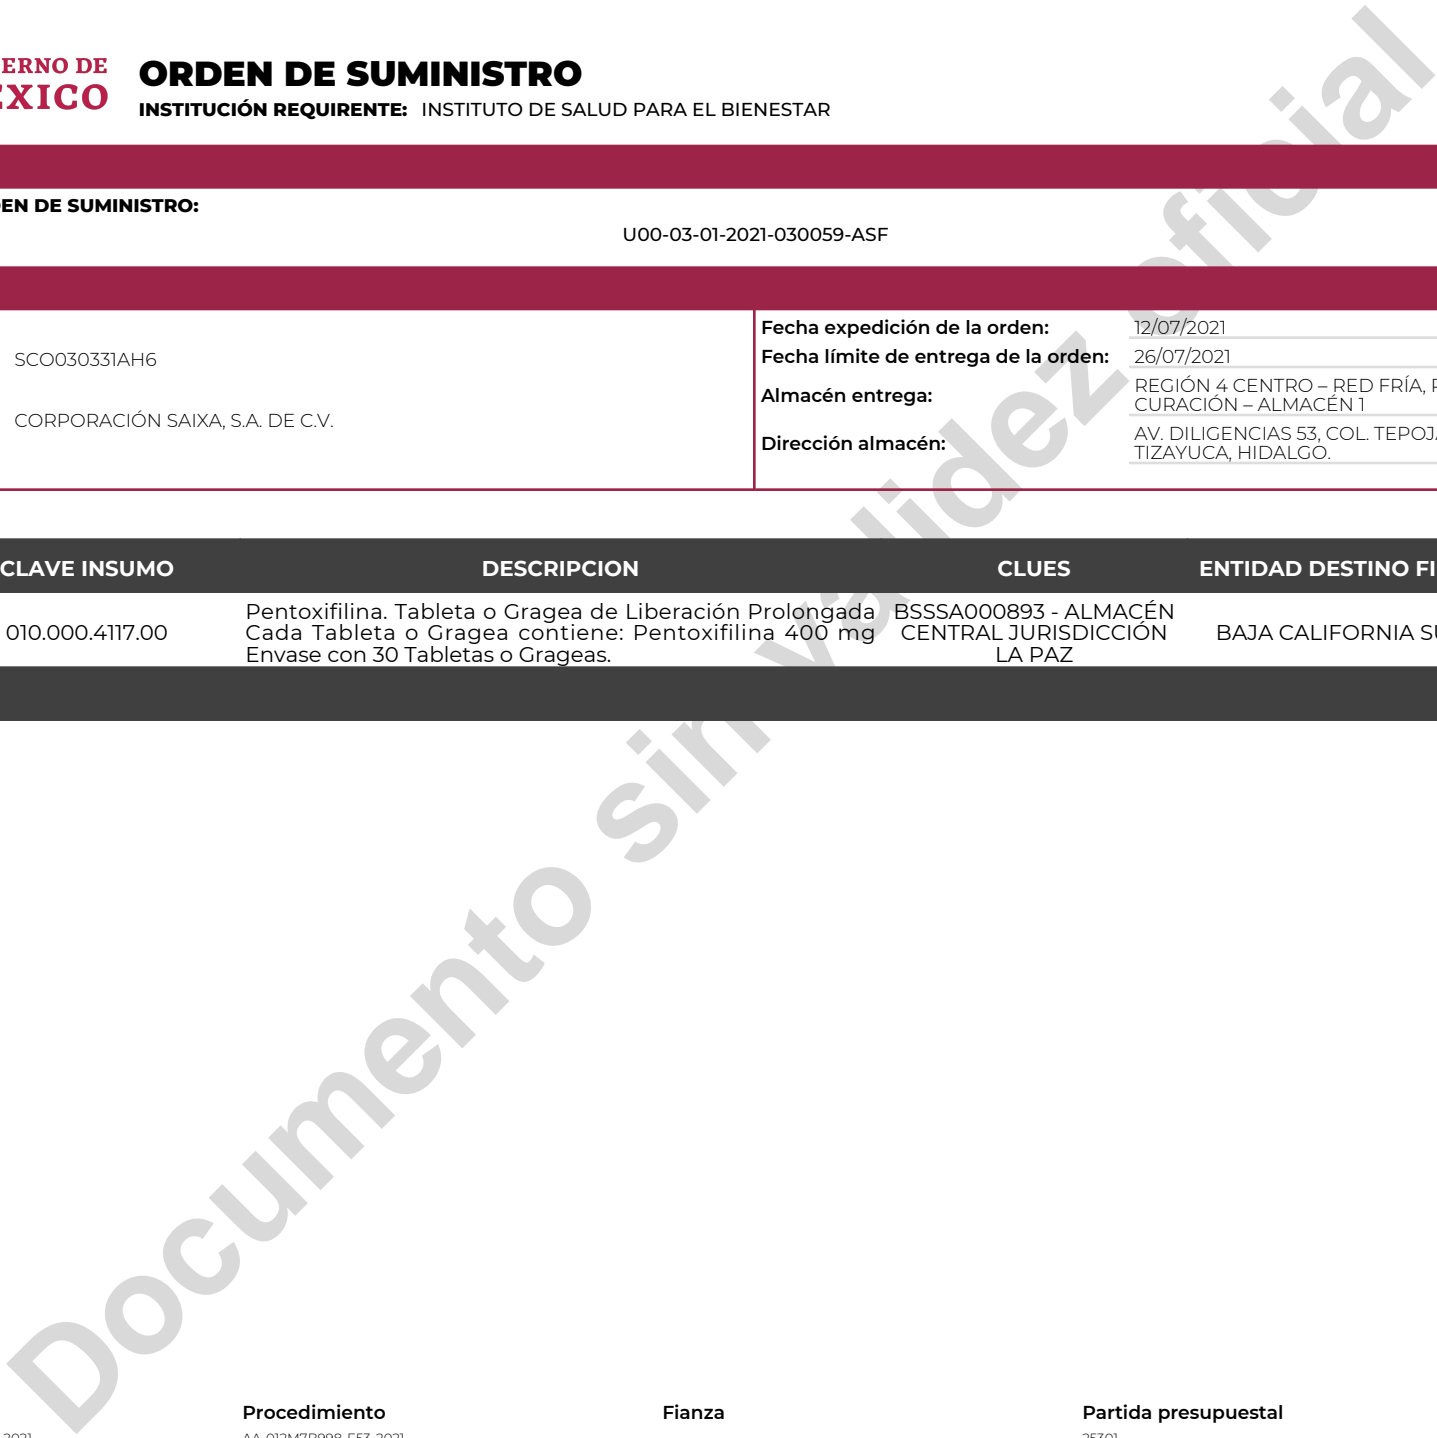 ERNO DE
EXICO
ORDEN DE SUMINISTRO
INSTITUCIÓN REQUIRENTE: INSTITUTO DE SALUD PARA EL BIENESTAR
EN DE SUMINISTRO:
U00-03-01-2021-030059-ASF
SCO030331AH6
CORPORACIÓN SAIXA, S.A. DE C.V.
Fecha expedición de la orden: 12/07/2021
Fecha límite de entrega de la orden: 26/07/2021
Almacén entrega: REGIÓN 4 CENTRO – RED FRÍA,
CURACIÓN – ALMACÉN 1
Dirección almacén: AV. DILIGENCIAS 53, COL. TEPOJA
TIZAYUCA, HIDALGO.
CLAVE INSUMO DESCRIPCION CLUES ENTIDAD DESTINO FI
010.000.4117.00
Pentoxifilina. Tableta o Gragea de Liberación Prolongada
Cada Tableta o Gragea contiene: Pentoxifilina 400 mg
Envase con 30 Tabletas o Grageas.
BSSSA000893 - ALMACÉN
CENTRAL JURISDICCIÓN
LA PAZ
BAJA CALIFORNIA SU
Documento sin validez oficial
Procedimiento Fianza Partida presupuestal